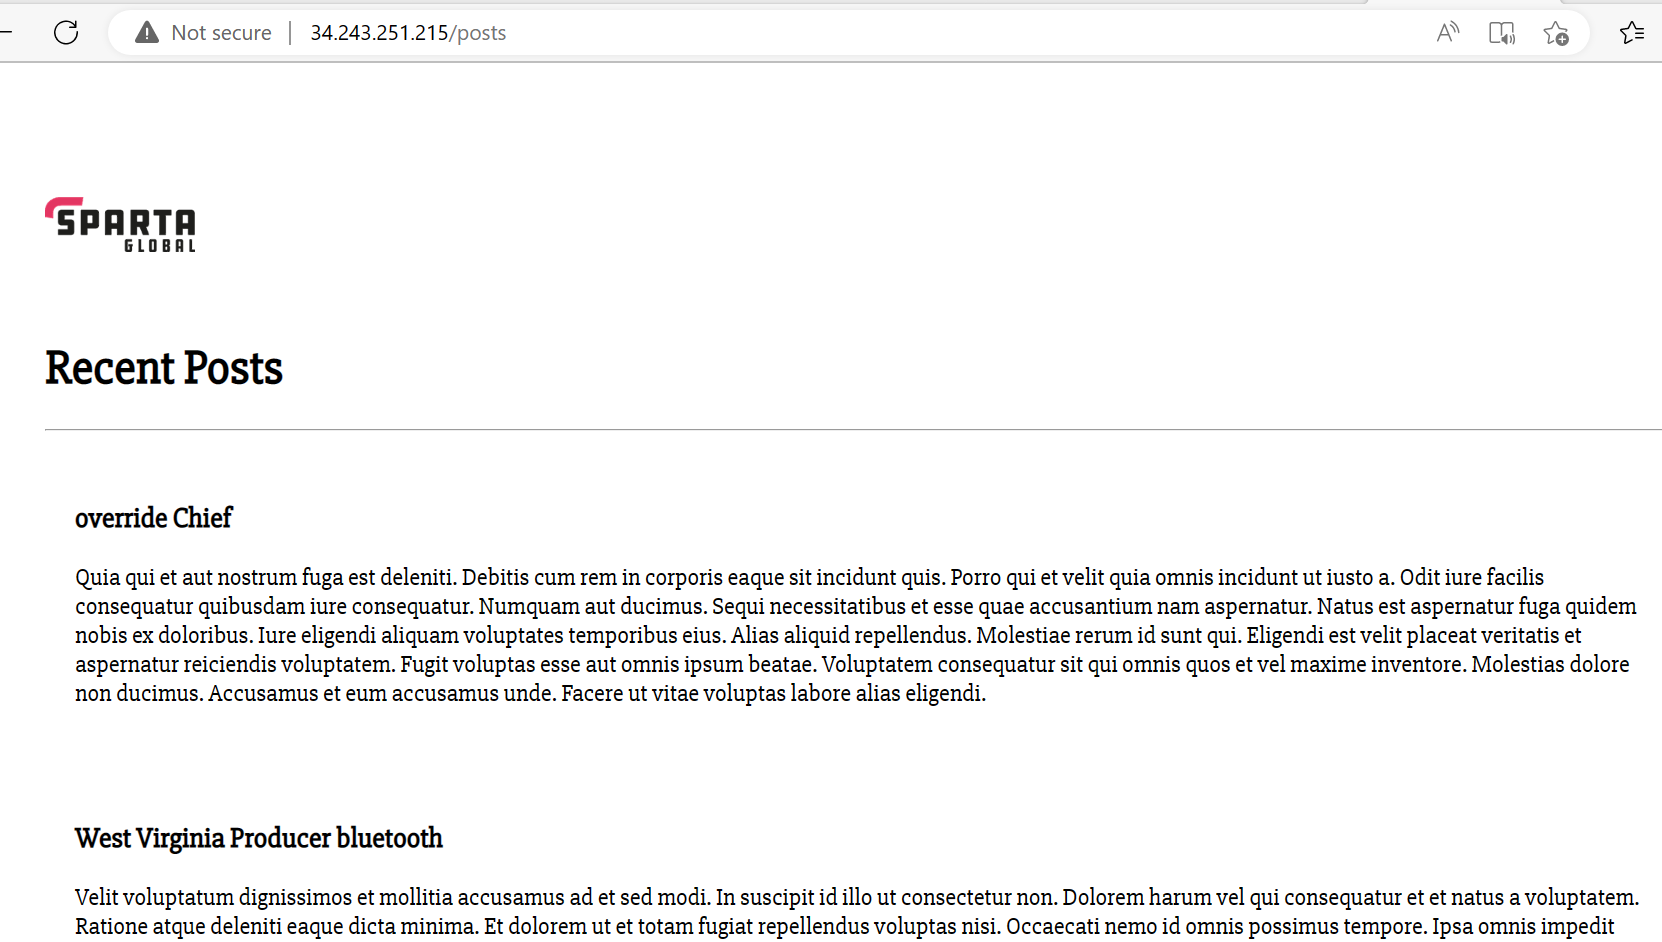 Not secure | 34.243.251.215/posts
SPARTA
GLOBAL
Recent Posts
override Chief
Quia qui et aut nostrum fuga est deleniti. Debitis cum rem in corporis eaque sit incidunt quis. Porro qui et velit quia omnis incidunt ut iusto a. Odit iure facilis
consequatur quibusdam iure consequatur. Numquam aut ducimus. Sequi necessitatibus et esse quae accusantium nam aspernatur. Natus est aspernatur fuga quidem
nobis ex doloribus. Iure eligendi aliquam voluptates temporibus eius. Alias aliquid repellendus. Molestiae rerum id sunt qui. Eligendi est velit placeat veritatis et
aspernatur reiciendis voluptatem. Fugit voluptas esse aut omnis ipsum beatae. Voluptatem consequatur sit qui omnis quos et vel maxime inventore. Molestias dolore
non ducimus. Accusamus et eum accusamus unde. Facere ut vitae voluptas labore alias eligendi.
West Virginia Producer bluetooth
Velit voluptatum dignissimos et mollitia accusamus ad et sed modi. In suscipit id illo ut consectetur non. Dolorem harum vel qui consequatur et et natus a voluptatem.
Ratione atque deleniti eaque dicta minima. Et dolorem ut et totam fugiat repellendus voluptas nisi. Occaecati nemo id omnis possimus tempore. Ipsa omnis impedit